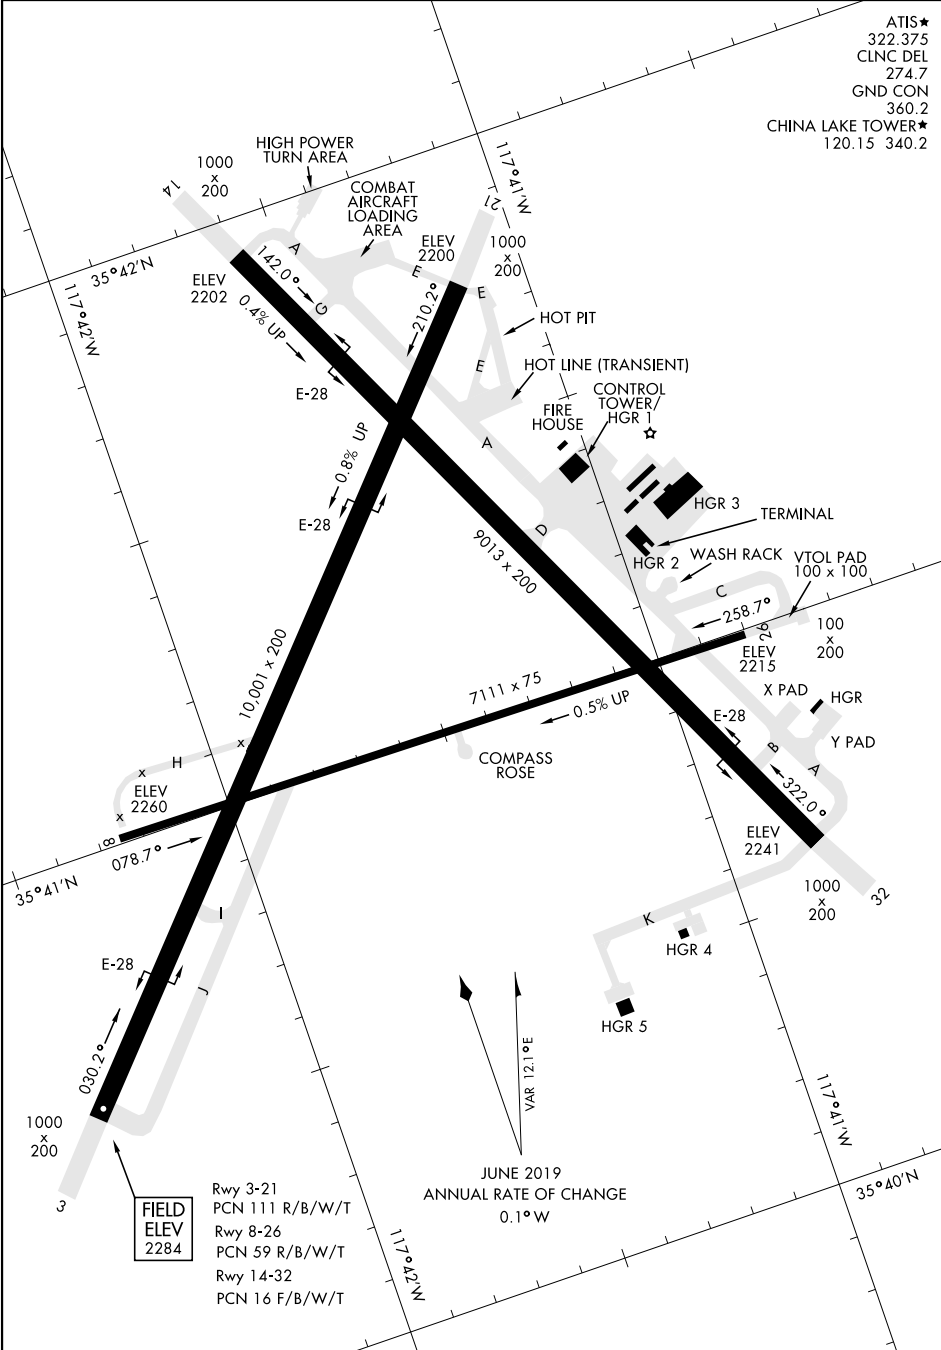 ATIS★
322.375
CLNC DEL
274.7
GND CON
360.2
CHINA LAKE TOWER★
120.15 340.2
HIGH POWER
TURN AREA
1000
x
200
14
COMBAT
AIRCRAFT
LOADING
AREA
117°41'W
21
1000
x
200
35°42'N
117°42'W
A
142.0°
G
ELEV
2202
0.4% UP
ELEV
2200
E
E
210.2°
HOT PIT
E
HOT LINE (TRANSIENT)
E-28
CONTROL
TOWER/
HGR 1
FIRE
HOUSE
A
0.8% UP
E-28
D
9013 x 200
HGR 3
TERMINAL
HGR 2
WASH RACK
VTOL PAD
100 x 100
C
258.7°
26
100
x
200
ELEV
2215
10,001 x 200
7111 x 75
0.5% UP
X PAD
HGR
E-28
Y PAD
B
A
322.0°
COMPASS
ROSE
x
H
x
ELEV
2260
x
8
078.7°
35°41'N
ELEV
2241
1000
x
200
32
I
J
K
HGR 4
E-28
HGR 5
030.2°
VAR 12.1°E
117°41'W
1000
x
200
3
FIELD
ELEV
2284
Rwy 3-21
PCN 111 R/B/W/T
Rwy 8-26
PCN 59 R/B/W/T
Rwy 14-32
PCN 16 F/B/W/T
JUNE 2019
ANNUAL RATE OF CHANGE
0.1°W
35°40'N
117°42'W